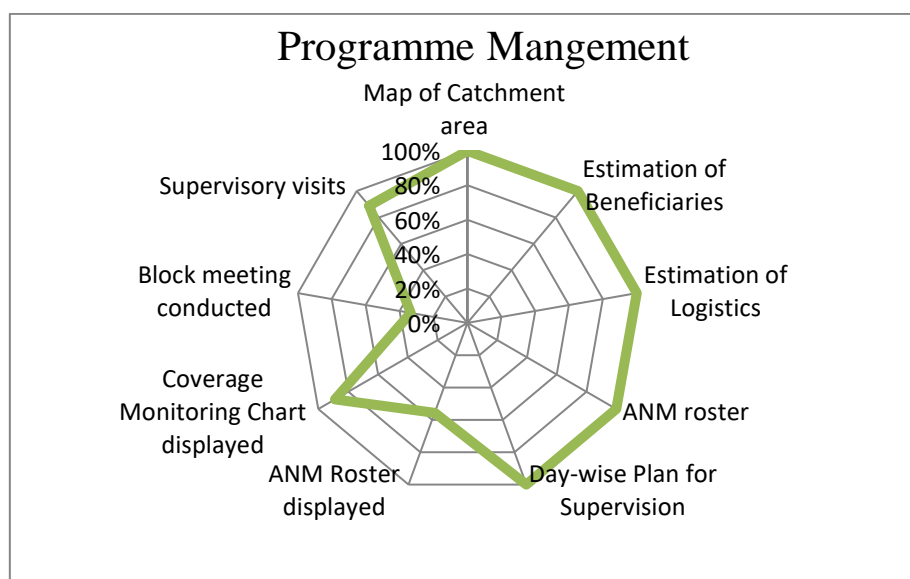 Programme Mangement
Map of Catchment
area
Estimation of
Beneficiaries
Estimation of
Logistics
ANM roster
Day-wise Plan for
Supervision
ANM Roster
displayed
Coverage
Monitoring Chart
displayed
Block meeting
conducted
Supervisory visits
100%
80%
60%
40%
20%
0%